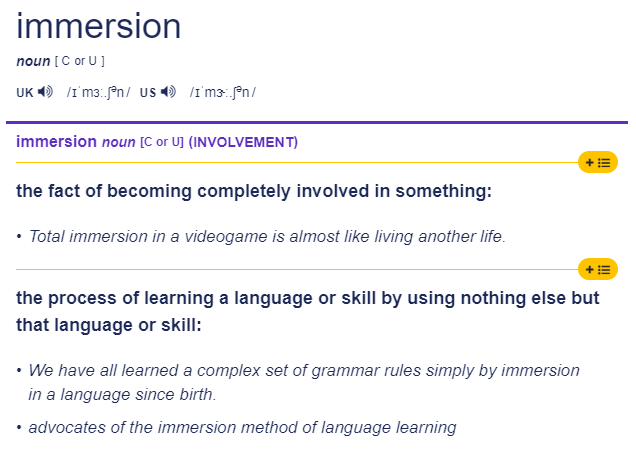 immersion
noun [ C or U ]
UK /ɪˈmɜː.ʃən/ US /ɪˈmɝː.ʃən/
immersion noun [C or U] (INVOLVEMENT)
the fact of becoming completely involved in something:
• Total immersion in a videogame is almost like living another life.
the process of learning a language or skill by using nothing else but
that language or skill:
• We have all learned a complex set of grammar rules simply by immersion
in a language since birth.
• advocates of the immersion method of language learning